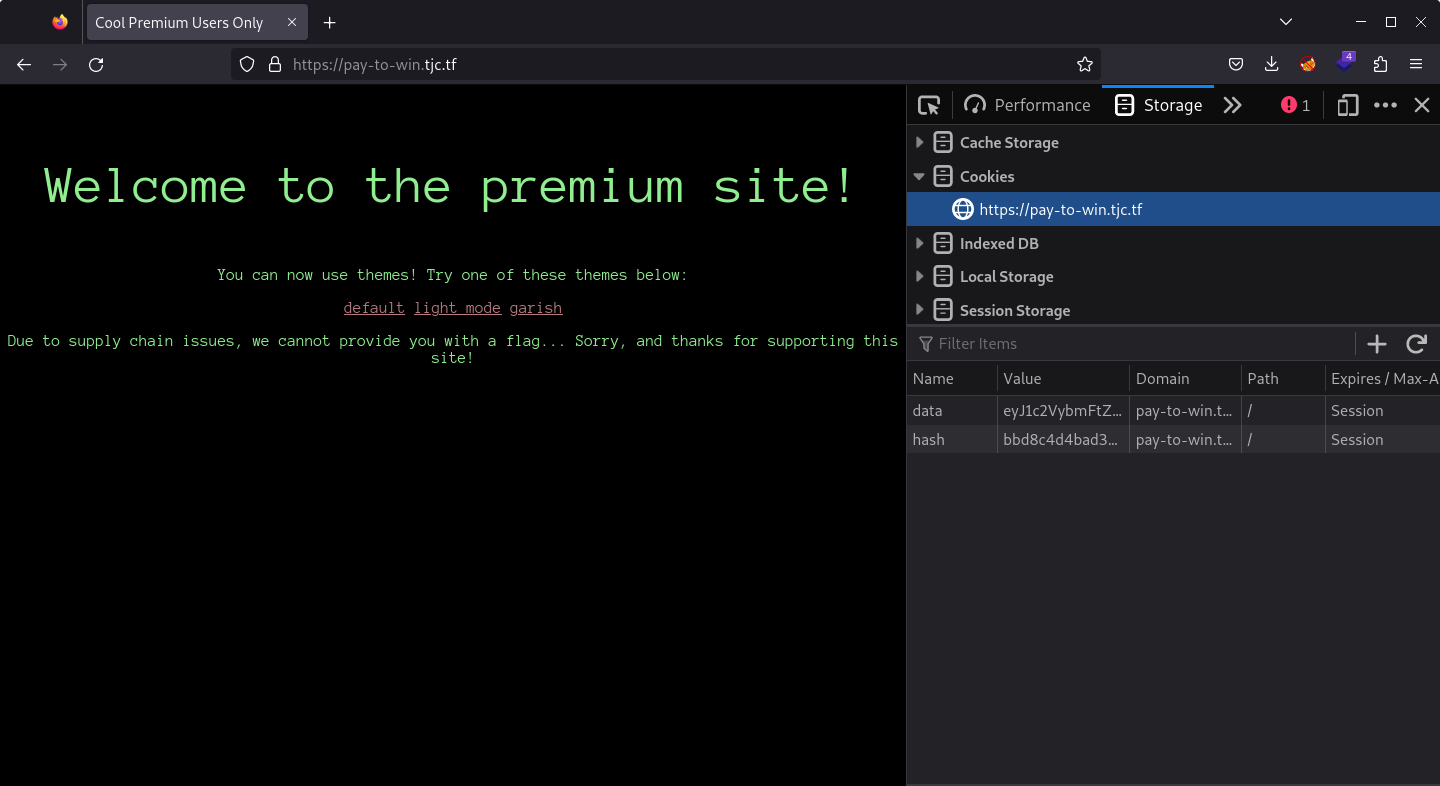 Cool Premium Users Only
https://pay-to-win.tjc.tf
4
Welcome to the premium site!
You can now use themes! Try one of these themes below:
default light mode garish
Due to supply chain issues, we cannot provide you with a flag... Sorry, and thanks for supporting this
site!
Performance Storage 1
Cache Storage
Cookies
https://pay-to-win.tjc.tf
Indexed DB
Local Storage
Session Storage
Filter Items
Name Value Domain Path Expires / Max-A
data eyJ1c2VybmFtZ... pay-to-win.t... / Session
hash bbd8c4d4bad3... pay-to-win.t... / Session